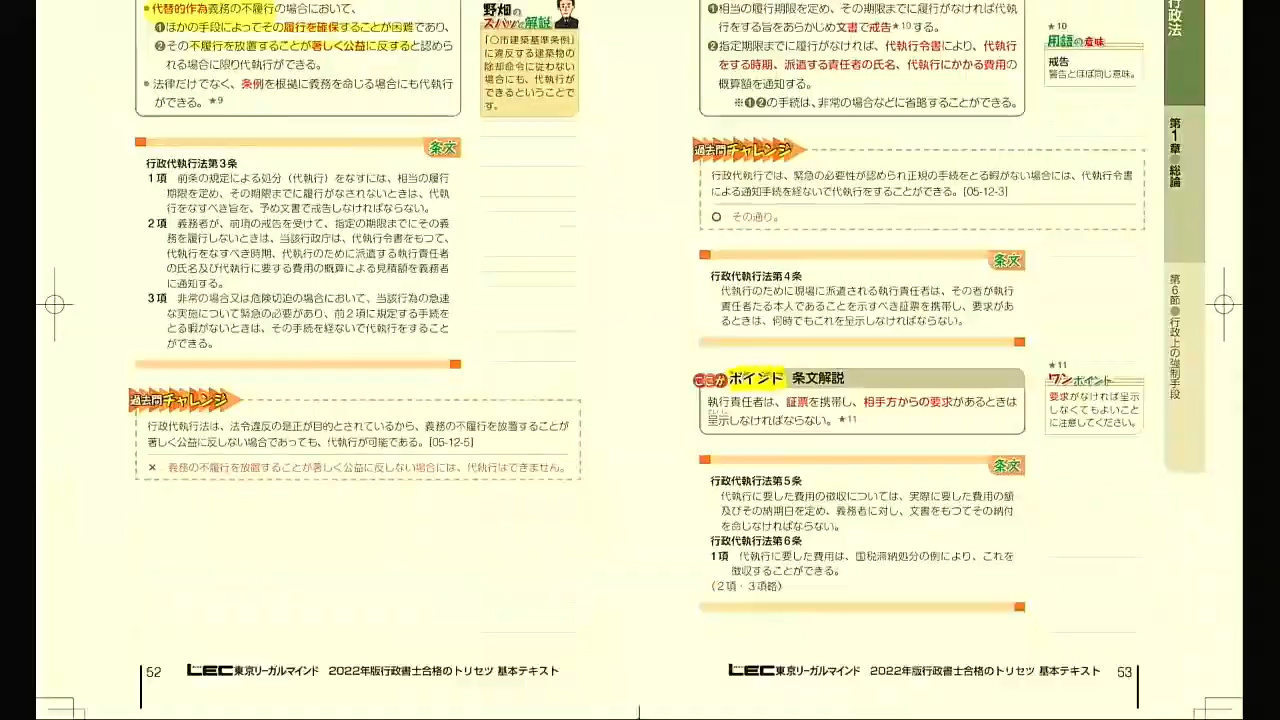 ● 代替的作為義務の不履行の場合において、
❶ほかの手段によってその履行を確保することが困難であり、
❷その不履行を放置することが著しく公益に反すると認めら
れる場合に限り代執行ができる。
● 法律だけでなく、条例を根拠に義務を命じる場合にも代執行
ができる。★9
野畑の
ズバッと解説
「〇市建築基準条例」
に違反する建築物の
除却命令に従わない
場合にも、代執行が
できるということで
す。
条文
行政代執行法第3条
1項 前条の規定による処分（代執行）をなすには、相当の履行
期限を定め、その期限までに履行がなされないときは、代執
行をなすべき旨を、予め文書で戒告しなければならない。
2項 義務者が、前項の戒告を受けて、指定の期限までにその義
務を履行しないときは、当該行政庁は、代執行令書をもつて、
代執行をなすべき時期、代執行のために派遣する執行責任者
の氏名及び代執行に要する費用の概算による見積額を義務者
に通知する。
3項 非常の場合又は危険切迫の場合において、当該行為の急速
な実施について緊急の必要があり、前2項に規定する手続を
とる暇がないときは、その手続を経ないで代執行をすること
ができる。
過去問チャレンジ
行政代執行法は、法令違反の是正が目的とされているから、義務の不履行を放置することが
著しく公益に反しない場合であっても、代執行が可能である。[05-12-5]
× 義務の不履行を放置することが著しく公益に反しない場合には、代執行はできません。
52 LEC東京リーガルマインド 2022年版行政書士合格のトリセツ 基本テキスト
❶相当の履行期限を定め、その期限までに履行がなければ代執
行をする旨をあらかじめ文書で戒告★10する。
❷指定期限までに履行がなければ、代執行令書により、代執行
をする時期、派遣する責任者の氏名、代執行にかかる費用の
概算額を通知する。
※❶❷の手続は、非常の場合などに省略することができる。
★10
用語の意味
戒告
警告とほぼ同じ意味。
過去問チャレンジ
行政代執行では、緊急の必要性が認められ正規の手続をとる暇がない場合には、代執行令書
による通知手続を経ないで代執行をすることができる。[05-12-3]
○ その通り。
条文
行政代執行法第4条
代執行のために現場に派遣される執行責任者は、その者が執行
責任者たる本人であることを示すべき証票を携帯し、要求があ
るときは、何時でもこれを呈示しなければならない。
ここがポイント 条文解説
執行責任者は、証票を携帯し、相手方からの要求があるときは
呈示しなければならない。★11
ていじ
★11
ワンポイント
要求がなければ呈示
しなくてもよいこと
に注意してください。
条文
行政代執行法第5条
代執行に要した費用の徴収については、実際に要した費用の額
及びその納期日を定め、義務者に対し、文書をもつてその納付
を命じなければならない。
行政代執行法第6条
1項 代執行に要した費用は、国税滞納処分の例により、これを
徴収することができる。
（2項・3項略）
LEC東京リーガルマインド 2022年版行政書士合格のトリセツ 基本テキスト 53
行政法
第1章●総論
第6節●行政上の強制手段